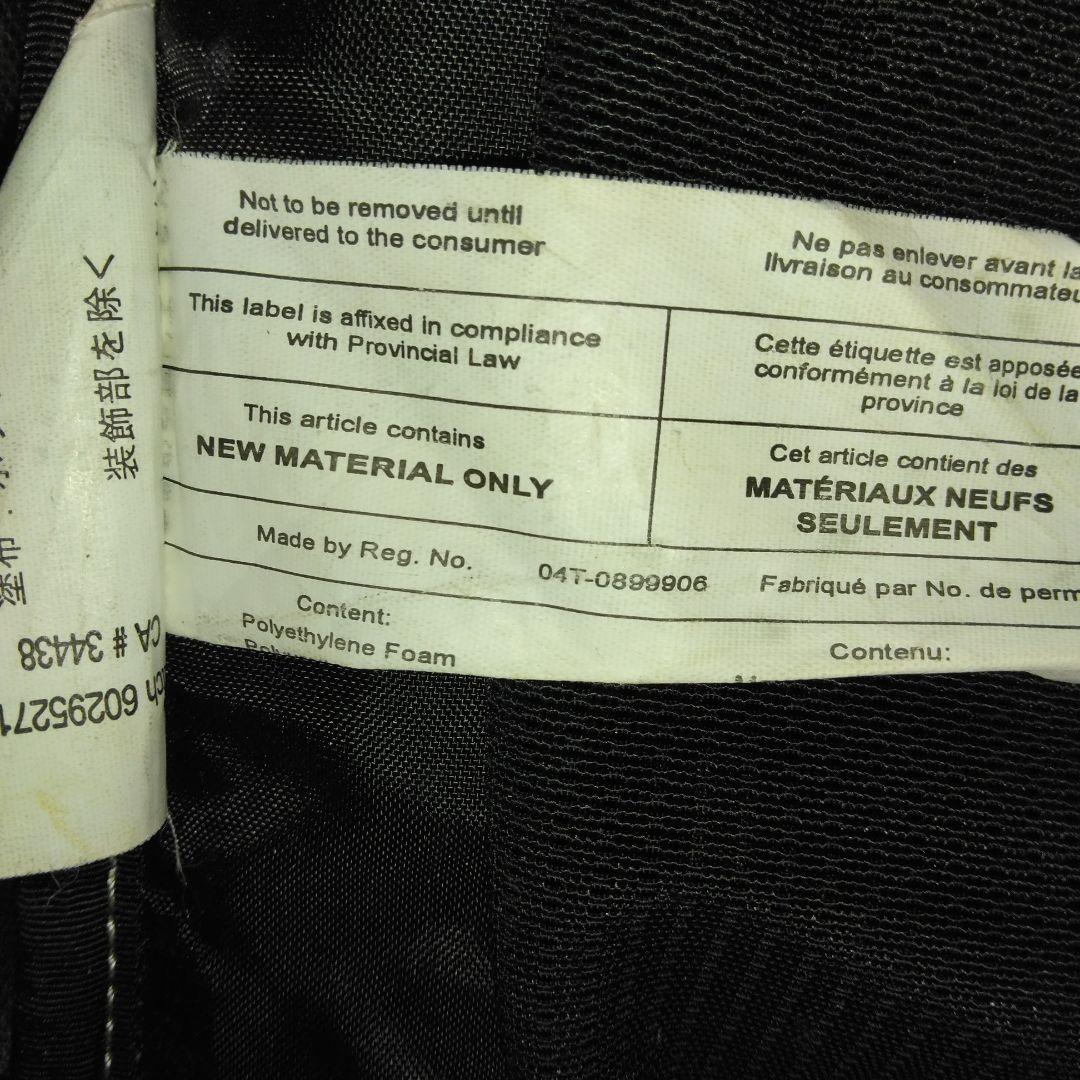 Not to be removed until
delivered to the consumer
Ne pas enlever avant
livraison au consommateu
This label is affixed in compliance
with Provincial Law
Cette étiquette est apposée
conformément à la loi de la
province
This article contains
NEW MATERIAL ONLY
Cet article contient des
MATÉRIAUX NEUFS
SEULEMENT
Made by Reg. No. 04T-0899906 Fabriqué par No. de perm
Content:
Polyethylene Foam
Contenu:
装飾部を除く
CA # 34438
60295271